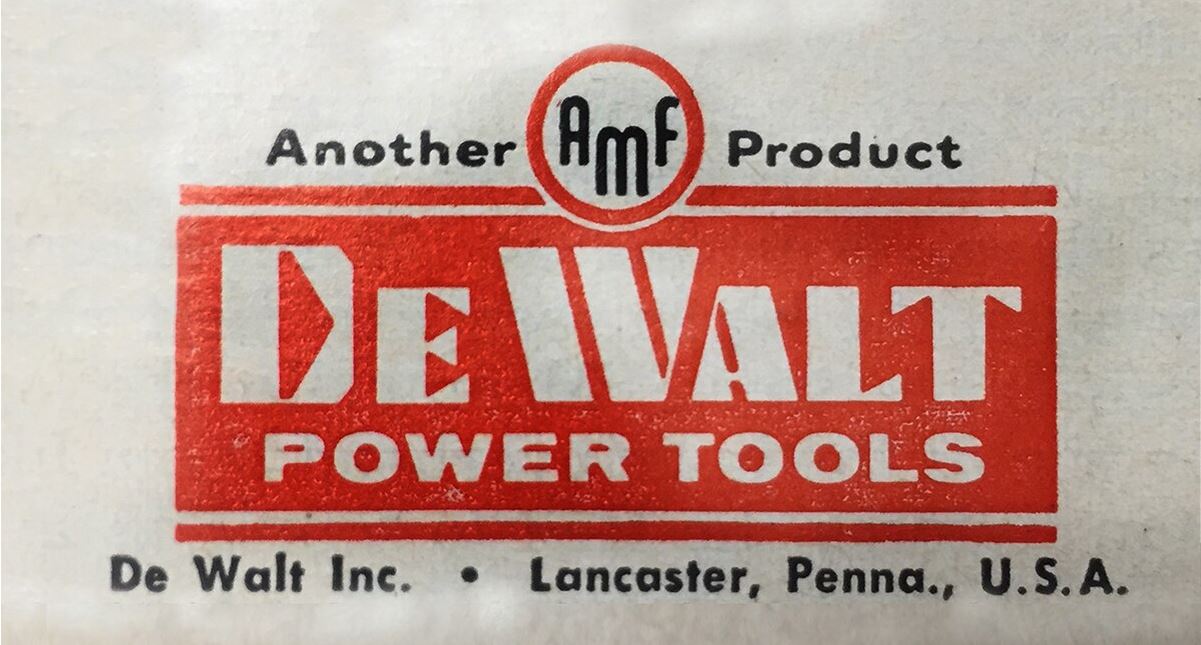 Another AMF Product
DEWALT
POWER TOOLS
De Walt Inc. • Lancaster, Penna., U.S.A.